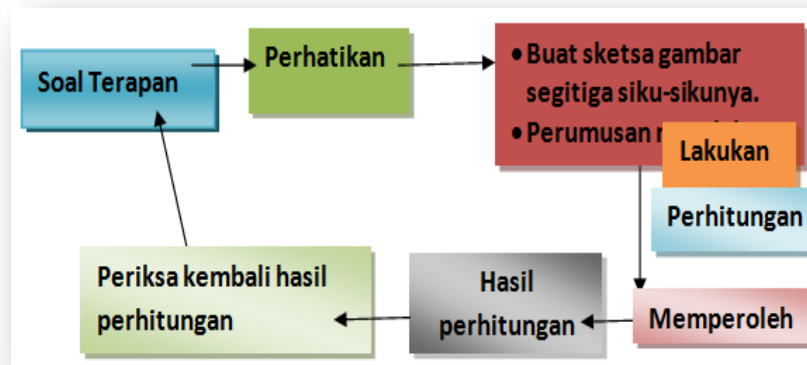 Soal Terapan
Perhatikan
• Buat sketsa gambar
segitiga siku-sikunya.
• Perumusan
Lakukan
Perhitungan
Memperoleh
Hasil
perhitungan
Periksa kembali hasil
perhitungan